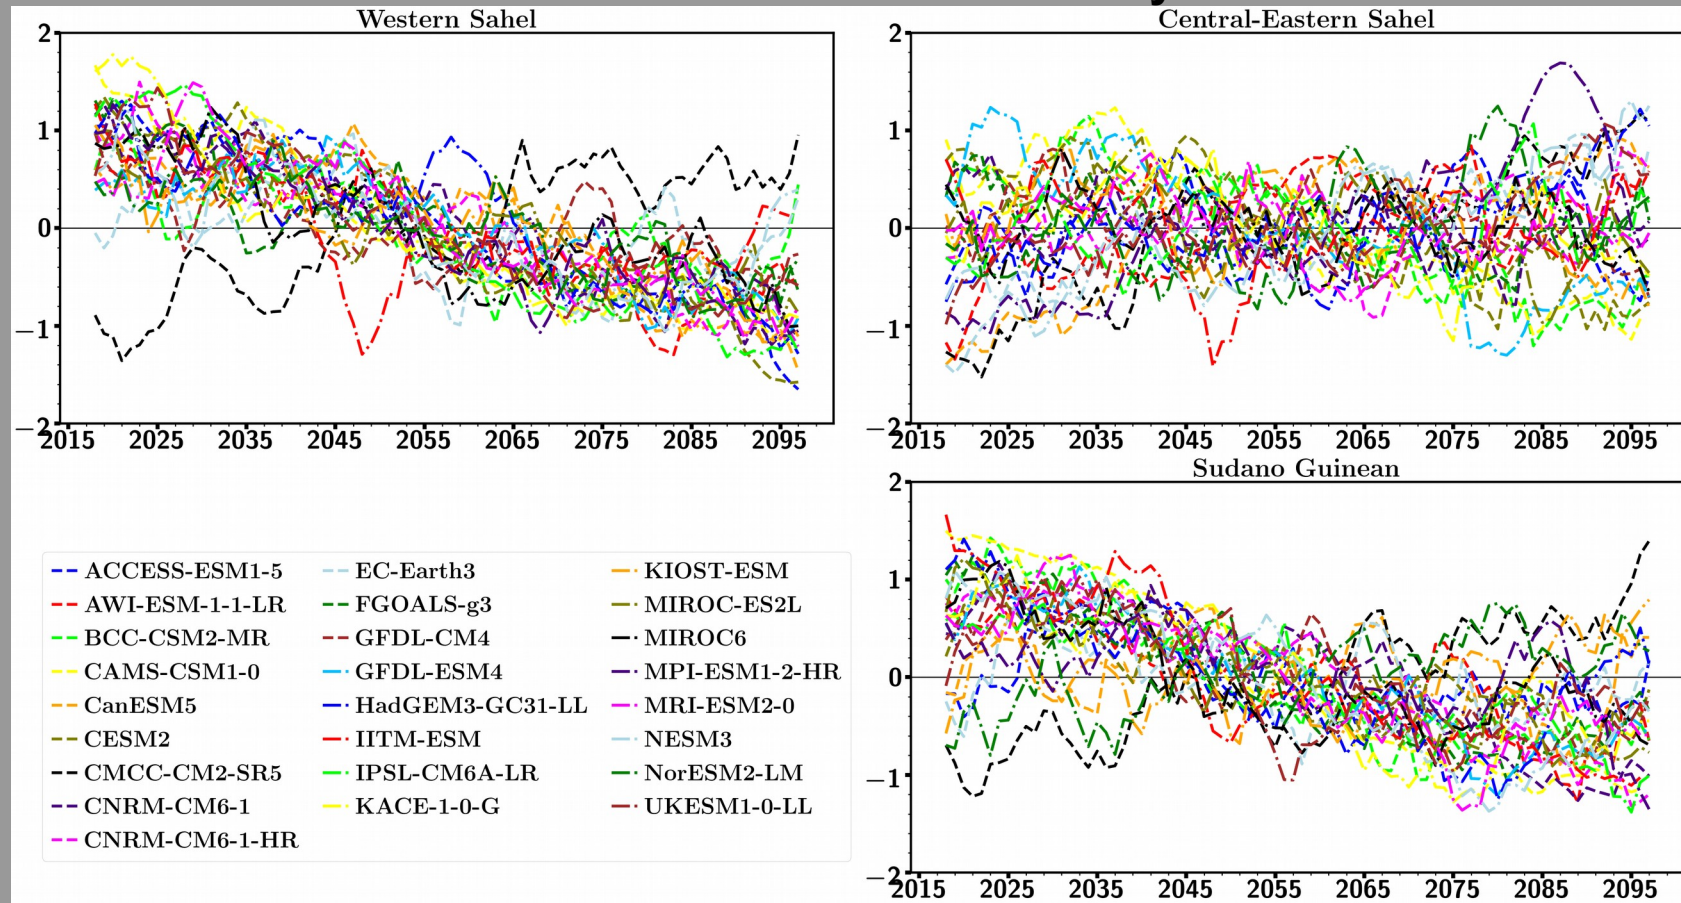 Western Sahel
2
1
0
−1
−2
2015 2025 2035 2045 2055 2065 2075 2085 2095
Central-Eastern Sahel
2
1
0
−1
−2
2015 2025 2035 2045 2055 2065 2075 2085 2095
Sudano Guinean
2
1
0
−1
−2
2015 2025 2035 2045 2055 2065 2075 2085 2095
ACCESS-ESM1-5
AWI-ESM-1-1-LR
BCC-CSM2-MR
CAMS-CSM1-0
CanESM5
CESM2
CMCC-CM2-SR5
CNRM-CM6-1
CNRM-CM6-1-HR
EC-Earth3
FGOALS-g3
GFDL-CM4
GFDL-ESM4
HadGEM3-GC31-LL
IITM-ESM
IPSL-CM6A-LR
KACE-1-0-G
KIOST-ESM
MIROC-ES2L
MIROC6
MPI-ESM1-2-HR
MRI-ESM2-0
NESM3
NorESM2-LM
UKESM1-0-LL